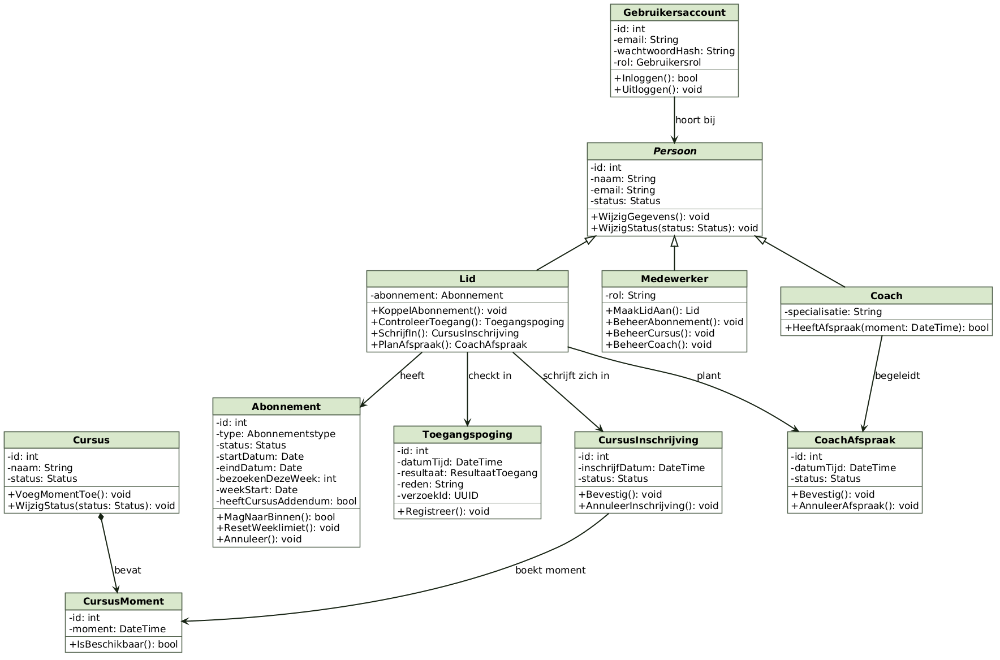 Gebruikersaccount
-id: int
-email: String
-wachtwoordHash: String
-rol: Gebruikersrol
+Inloggen(): bool
+Uitloggen(): void
hoort bij
Persoon
-id: int
-naam: String
-email: String
-status: Status
+WijzigGegevens(): void
+WijzigStatus(status: Status): void
Lid
-abonnement: Abonnement
+KoppelAbonnement(): void
+ControleerToegang(): Toegangspoging
+SchrijfIn(): CursusInschrijving
+PlanAfspraak(): CoachAfspraak
Medewerker
-rol: String
+MaakLidAan(): Lid
+BeheerAbonnement(): void
+BeheerCursus(): void
+BeheerCoach(): void
Coach
-specialisatie: String
+HeeftAfspraak(moment: DateTime): bool
heeft
checkt in
schrijft zich in
plant
begeleidt
Cursus
-id: int
-naam: String
-status: Status
+VoegMomentToe(): void
+WijzigStatus(status: Status): void
Abonnement
-id: int
-type: Abonnementstype
-status: Status
-startDatum: Date
-eindDatum: Date
-bezoekenDezeWeek: int
-weekStart: Date
-heeftCursusAddendum: bool
+MagNaarBinnen(): bool
+ResetWeeklimiet(): void
+Annuleer(): void
Toegangspoging
-id: int
-datumTijd: DateTime
-resultaat: ResultaatToegang
-reden: String
-verzoekId: UUID
+Registreer(): void
CursusInschrijving
-id: int
-inschrijfDatum: DateTime
-status: Status
+Bevestig(): void
+AnnuleerInschrijving(): void
CoachAfspraak
-id: int
-datumTijd: DateTime
-status: Status
+Bevestig(): void
+AnnuleerAfspraak(): void
bevat
boekt moment
CursusMoment
-id: int
-moment: DateTime
+IsBeschikbaar(): bool